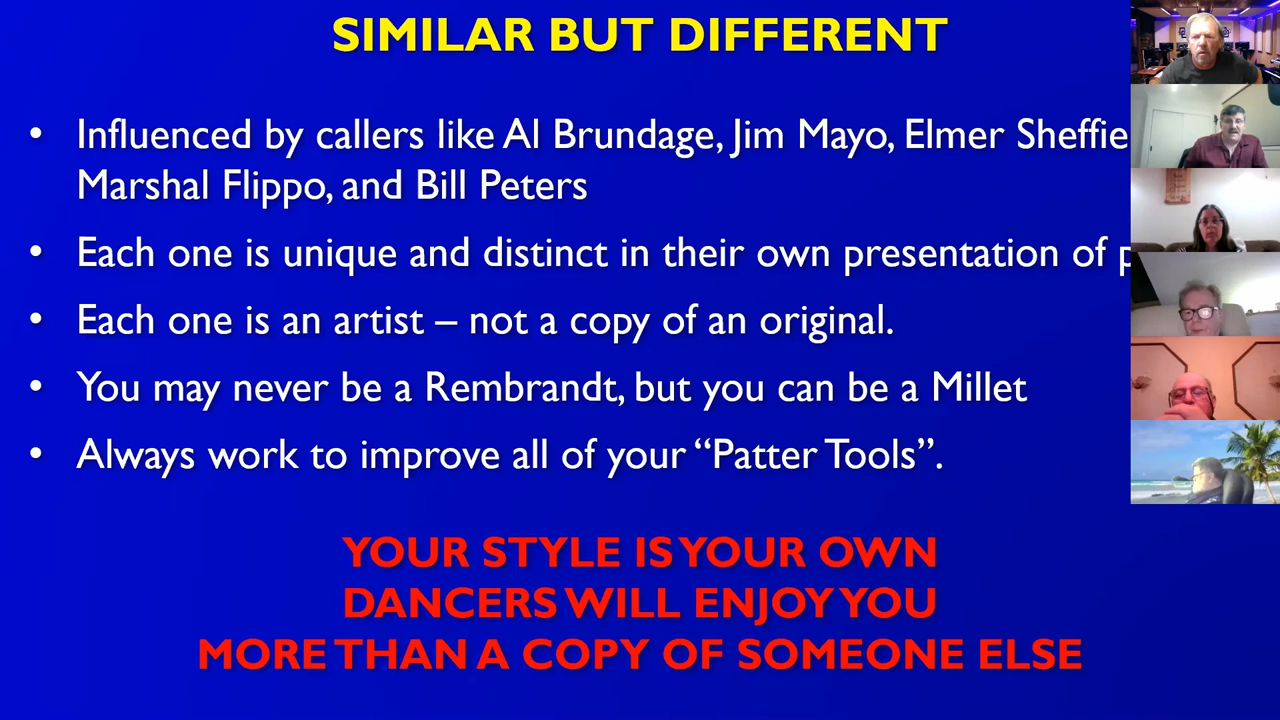 SIMILAR BUT DIFFERENT
• Influenced by callers like Al Brundage, Jim Mayo, Elmer
Marshal Flippo, and Bill Peters
• Each one is unique and distinct in their own presentation of
• Each one is an artist – not a copy of an original.
• You may never be a Rembrandt, but you can be a Millet
• Always work to improve all of your “Patter Tools”.
YOUR STYLE IS YOUR OWN
DANCERS WILL ENJOY YOU
MORE THAN A COPY OF SOMEONE ELSE